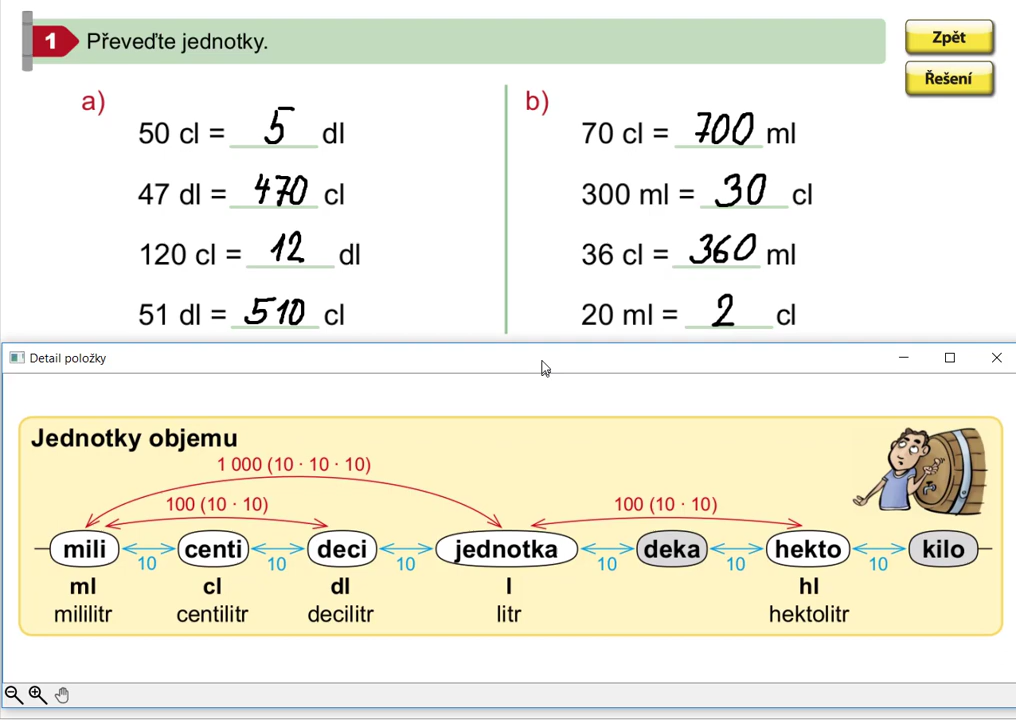 1 Převeďte jednotky.
Zpět
Řešení
a)
50 cl = 5 dl
47 dl = 470 cl
120 cl = 12 dl
51 dl = 510 cl
b)
70 cl = 700 ml
300 ml = 30 cl
36 cl = 360 ml
20 ml = 2 cl
Detail položky
Jednotky objemu
1 000 (10 · 10 · 10)
100 (10 · 10) 100 (10 · 10)
mili centi deci jednotka deka hekto kilo
10 10 10 10 10 10
ml cl dl l hl
mililitr centilitr decilitr litr hektolitr